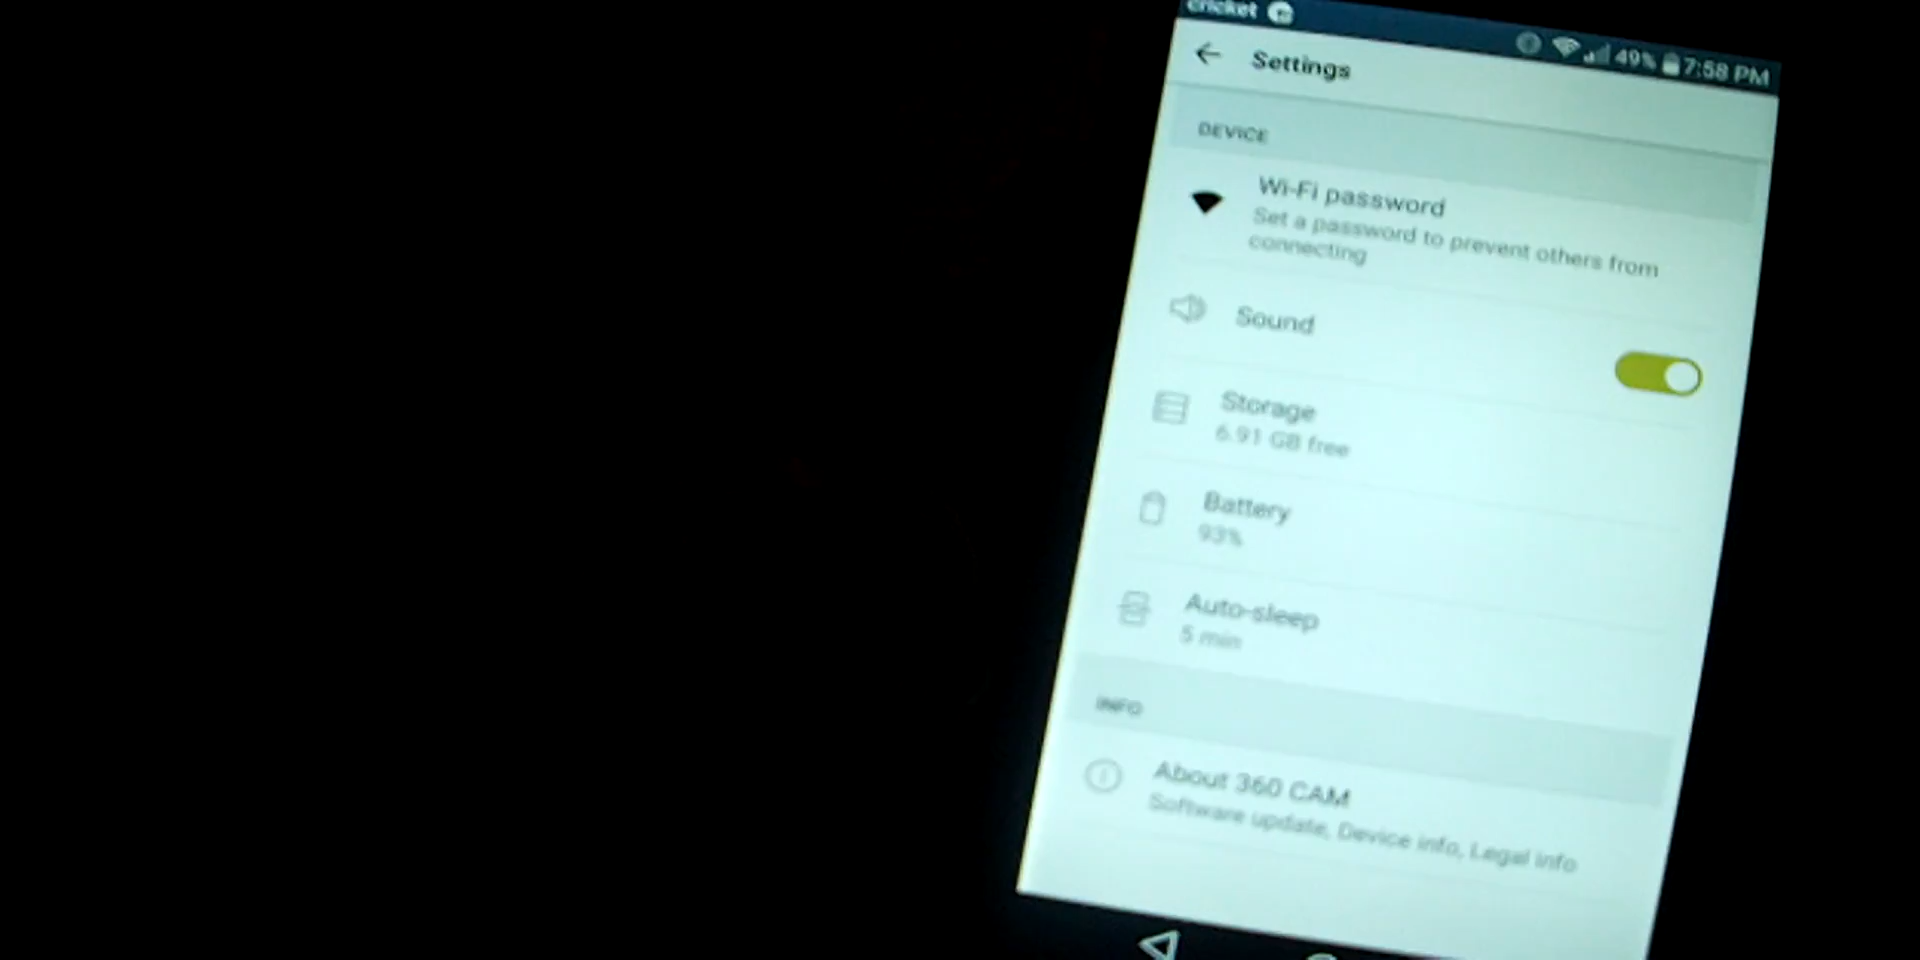 cricket
49% 7:58 PM
Settings
DEVICE
Wi-Fi password
Set a password to prevent others from
connecting
Sound
Storage
6.91 GB free
Battery
93%
Auto-sleep
5 min
INFO
About 360 CAM
Software update, Device info, Legal info